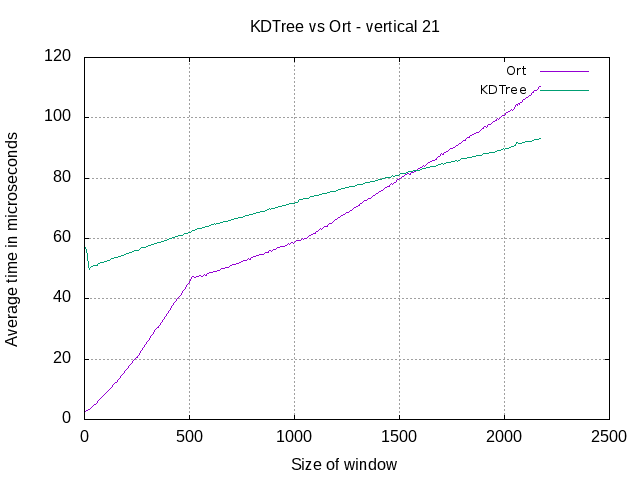 KDTree vs Ort - vertical 21
120
100
80
60
40
20
0
Average time in microseconds
Ort
KDTree
0 500 1000 1500 2000 2500
Size of window